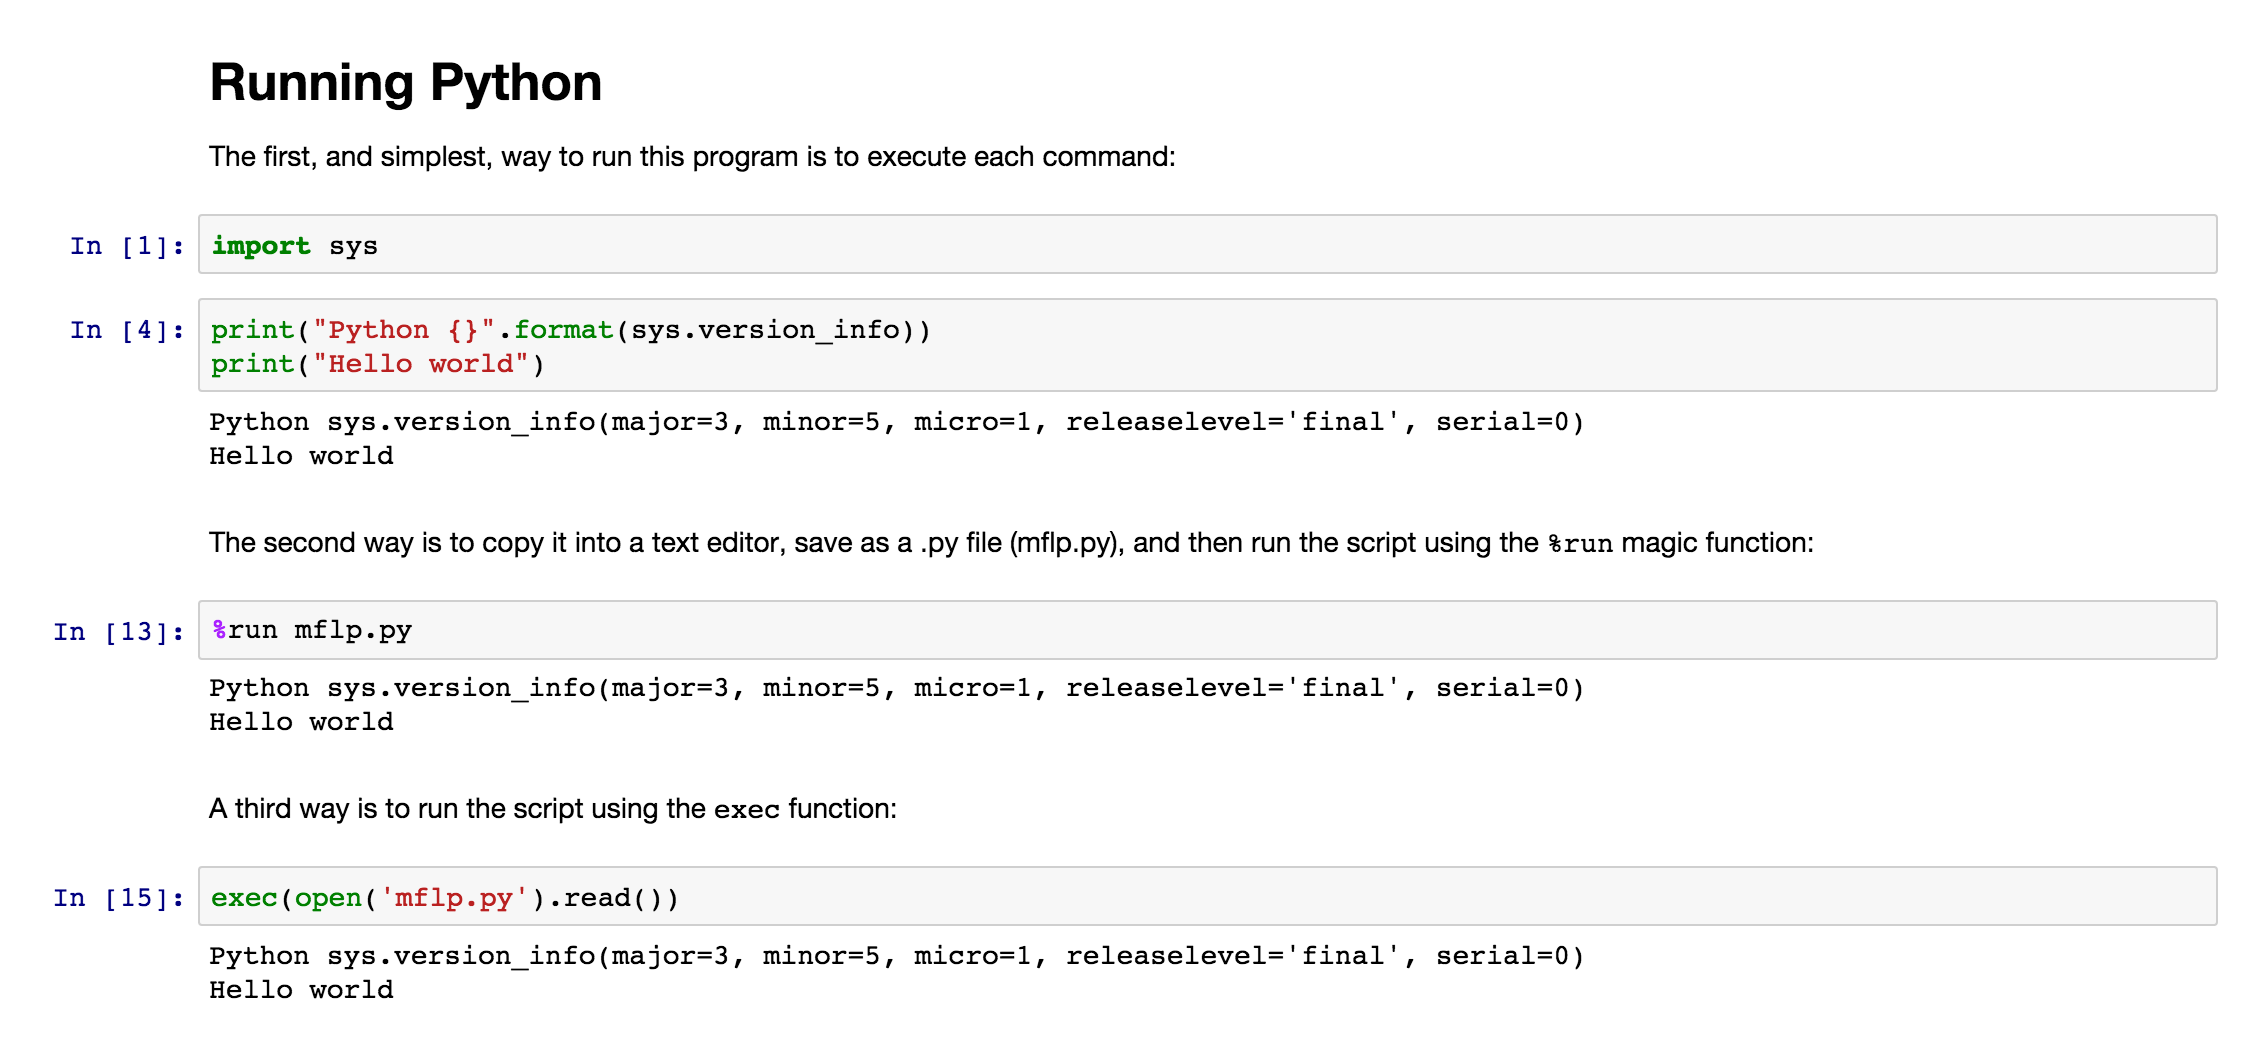 Running Python
The first, and simplest, way to run this program is to execute each command:
In [1]: import sys
In [4]: print("Python {}".format(sys.version_info))
print("Hello world")
Python sys.version_info(major=3, minor=5, micro=1, releaselevel='final', serial=0)
Hello world
The second way is to copy it into a text editor, save as a .py file (mflp.py), and then run the script using the %run magic function:
In [13]: %run mflp.py
Python sys.version_info(major=3, minor=5, micro=1, releaselevel='final', serial=0)
Hello world
A third way is to run the script using the exec function:
In [15]: exec(open('mflp.py').read())
Python sys.version_info(major=3, minor=5, micro=1, releaselevel='final', serial=0)
Hello world